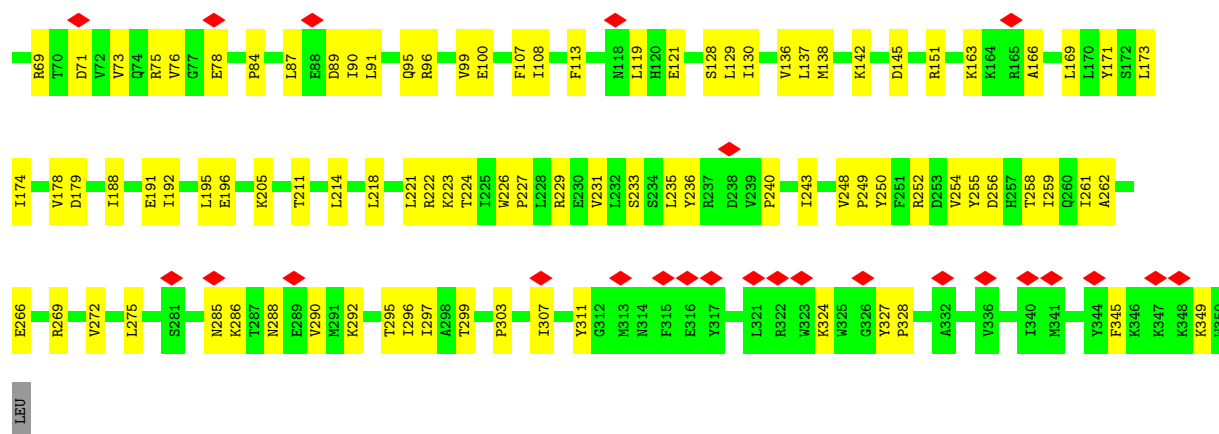 R69 T70 D71 V72 V73 Q74 R75 V76 G77 E78 P84 L87 E88 D89 I90 L91 Q95 R96 V99 E100 F107 I108 F113 N118 L119 H120 E121 S128 L129 I130 V136 L137 M138 K142 D145 R151 K163 K164 R165 A166 L169 L170 Y171 S172 L173
I174 V178 D179 I188 E191 I192 L195 E196 K205 T211 L214 L218 L221 R222 K223 T224 I225 W226 P227 L228 R229 E230 V231 L232 S233 S234 L235 Y236 R237 D238 V239 P240 I243 V248 P249 Y250 F251 R252 D253 V254 Y255 D256 H257 T258 I259 Q260 I261 A262
E266 R269 V272 L275 S281 N285 K286 T287 N288 E289 V290 M291 K292 T295 I296 I297 A298 T299 P303 I307 Y311 G312 M313 N314 F315 E316 Y317 L321 R322 W323 K324 W325 G326 Y327 P328 A332 V336 I340 M341 Y344 F345 K346 K347 K348 K349
LEU